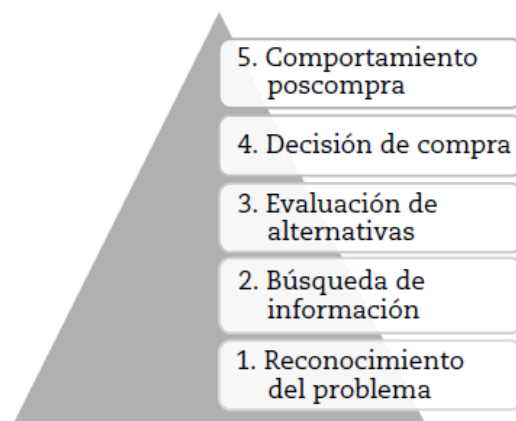 5. Comportamiento
poscompra
4. Decisión de compra
3. Evaluación de
alternativas
2. Búsqueda de
información
1. Reconocimiento
del problema